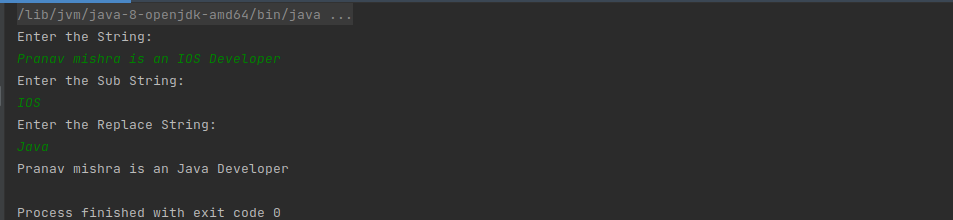 /lib/jvm/java-8-openjdk-amd64/bin/java ...
Enter the String:
Pranav mishra is an IOS Developer
Enter the Sub String:
IOS
Enter the Replace String:
Java
Pranav mishra is an Java Developer
Process finished with exit code 0